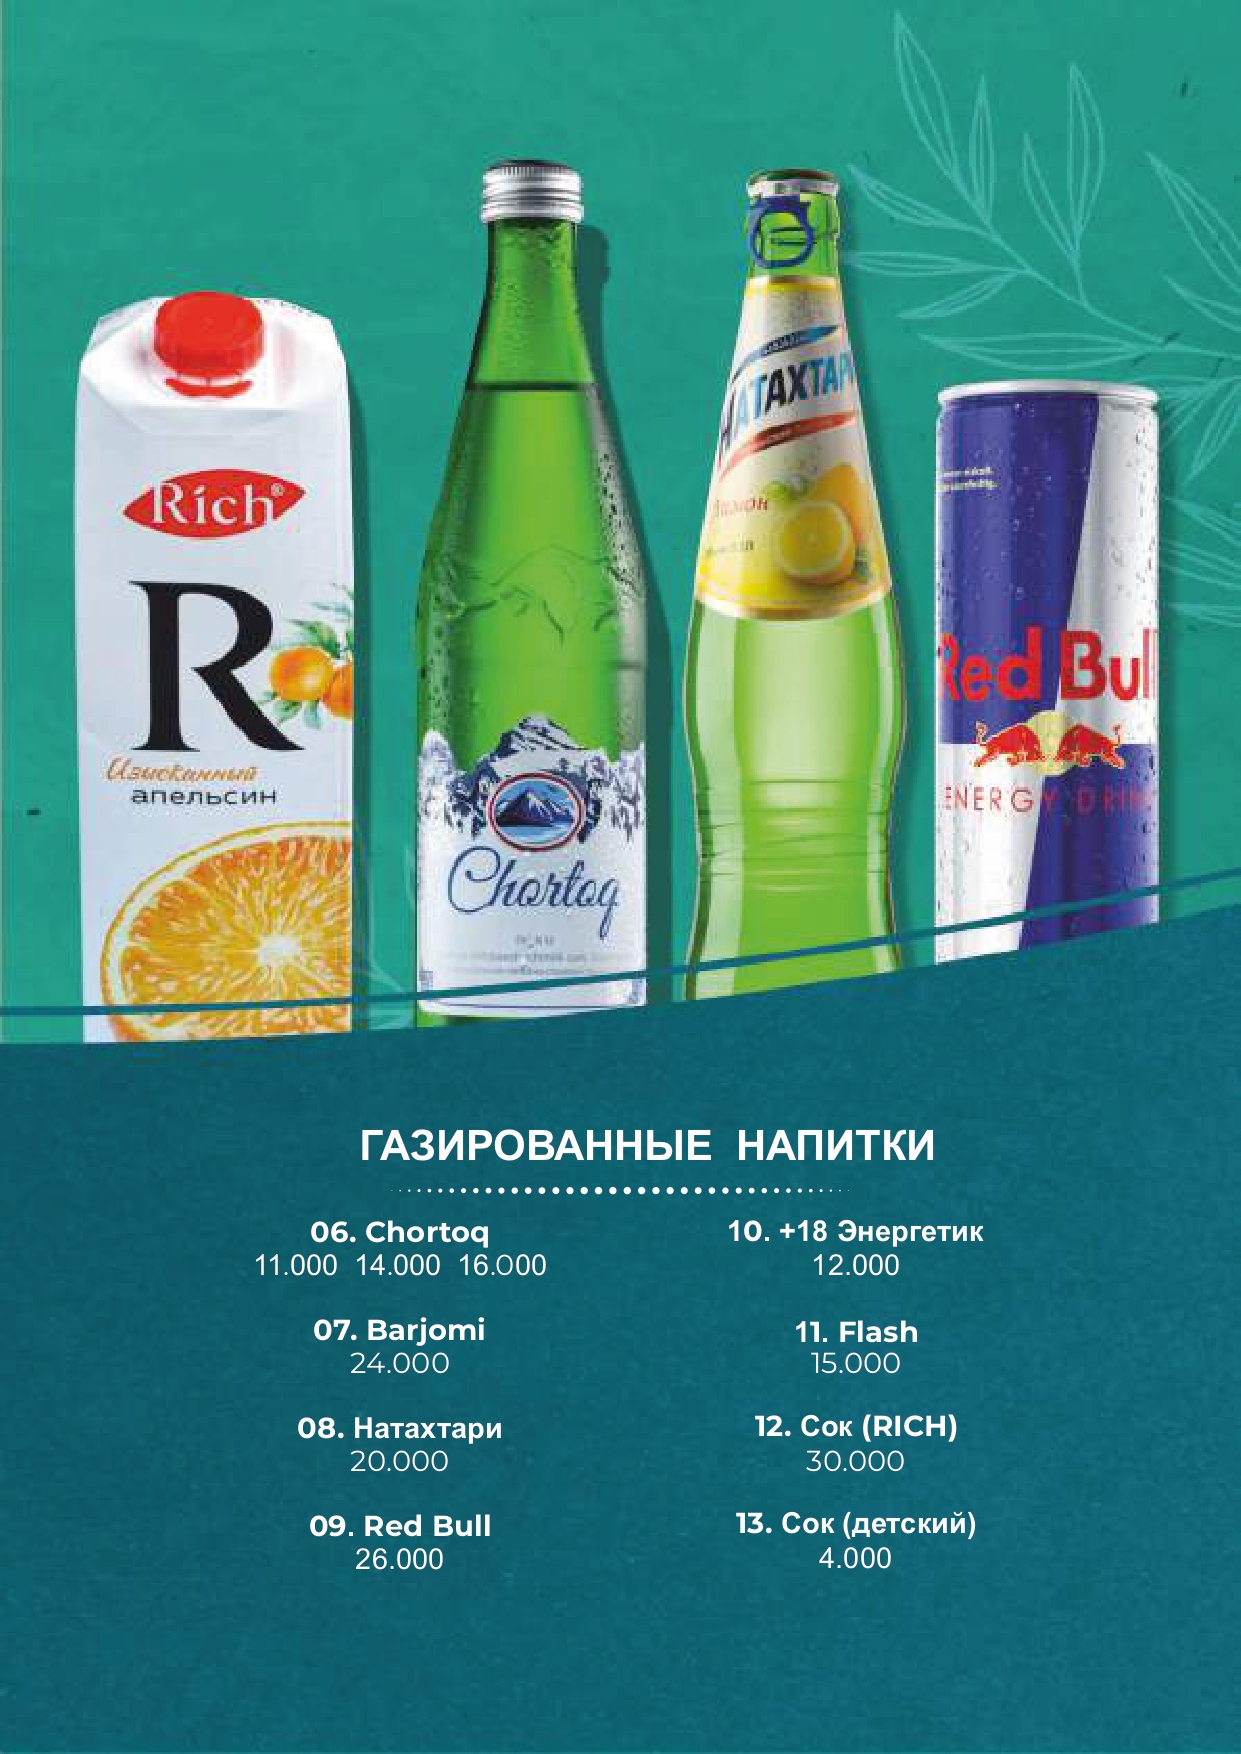 Rich®
R
Изысканный
апельсин
Chortoq
НАТАХТАРИ
Лимон
Red Bull
ENERGY DRINK
ГАЗИРОВАННЫЕ НАПИТКИ
06. Chortoq
11.000 14.000 16.000
07. Barjomi
24.000
08. Натахтари
20.000
09. Red Bull
26.000
10. +18 Энергетик
12.000
11. Flash
15.000
12. Сок (RICH)
30.000
13. Сок (детский)
4.000